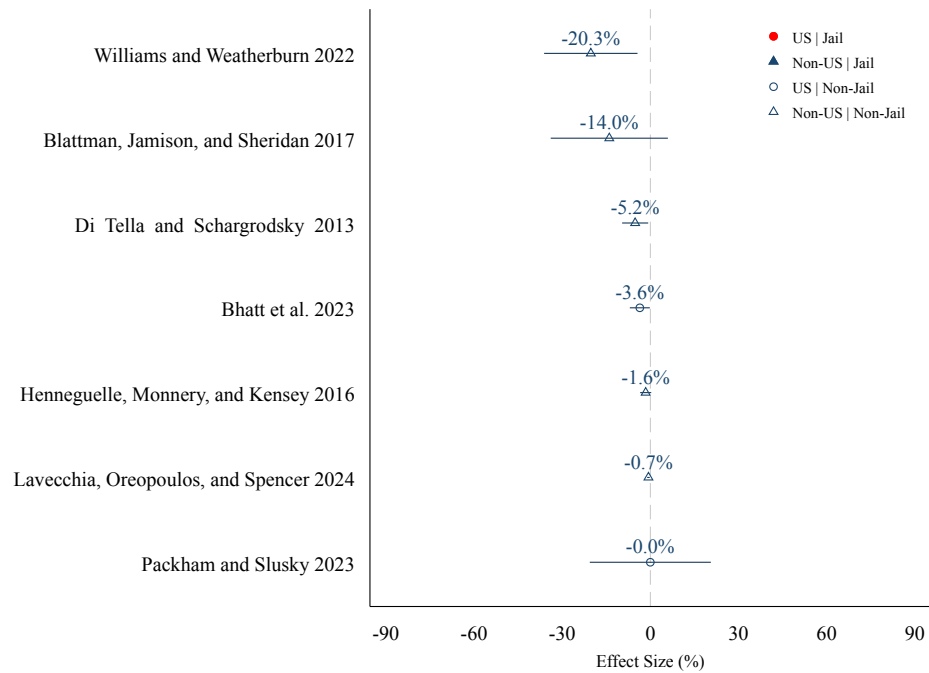 -20.3%
US | Jail
Williams and Weatherburn 2022
Non-US | Jail
US | Non-Jail
Non-US | Non-Jail
-14.0%
Blattman, Jamison, and Sheridan 2017
-5.2%
Di Tella and Schargrodsky 2013
-3.6%
Bhatt et al. 2023
-1.6%
Henneguelle, Monnery, and Kensey 2016
-0.7%
Lavecchia, Oreopoulos, and Spencer 2024
-0.0%
Packham and Slusky 2023
-90 -60 -30 0 30 60 90
Effect Size (%)